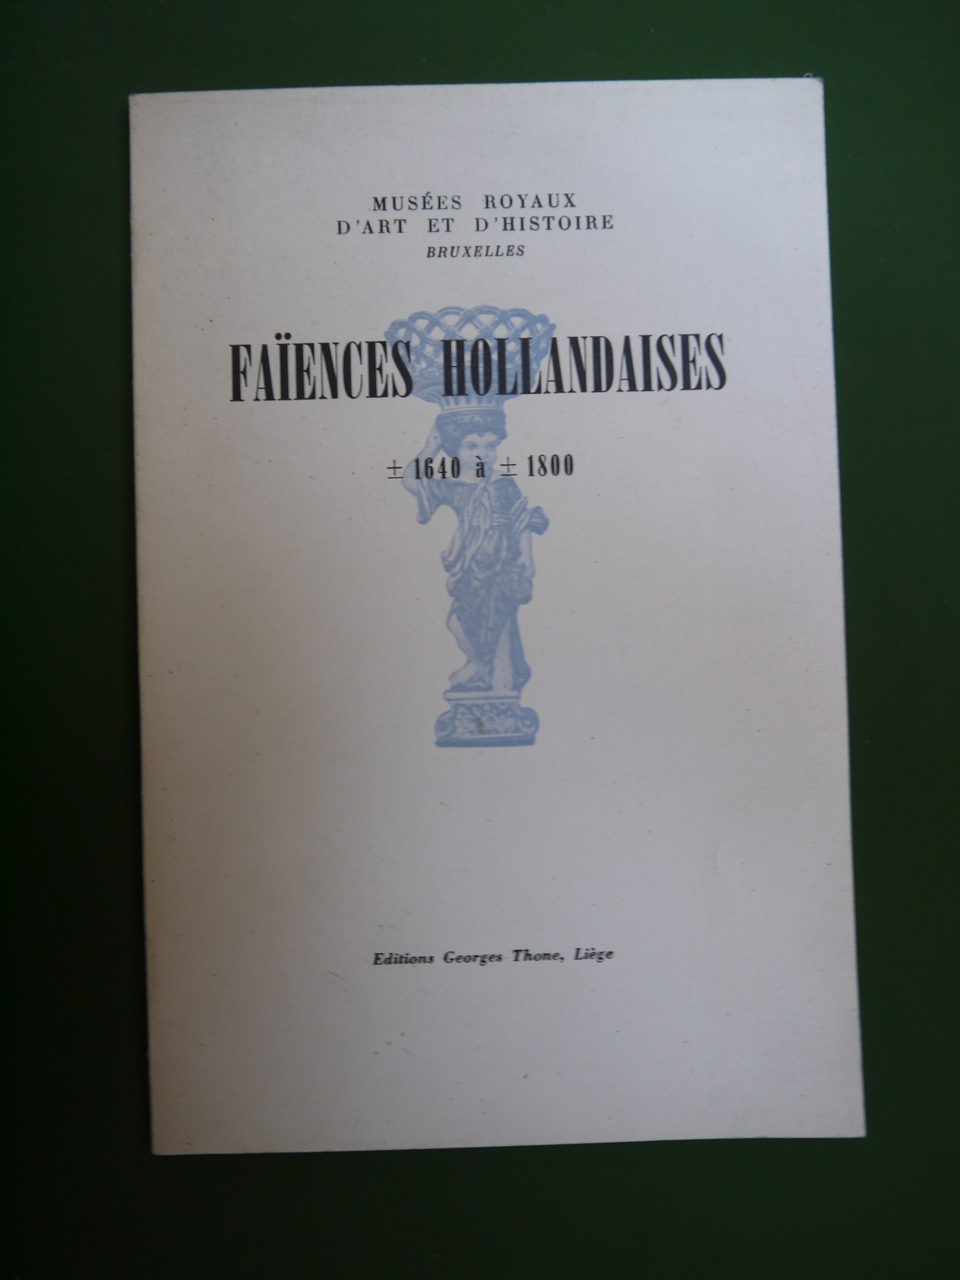 MUSÉES ROYAUX
D'ART ET D'HISTOIRE
BRUXELLES
FAÏENCES HOLLANDAISES
± 1640 à ± 1800
Editions Georges Thone, Liège